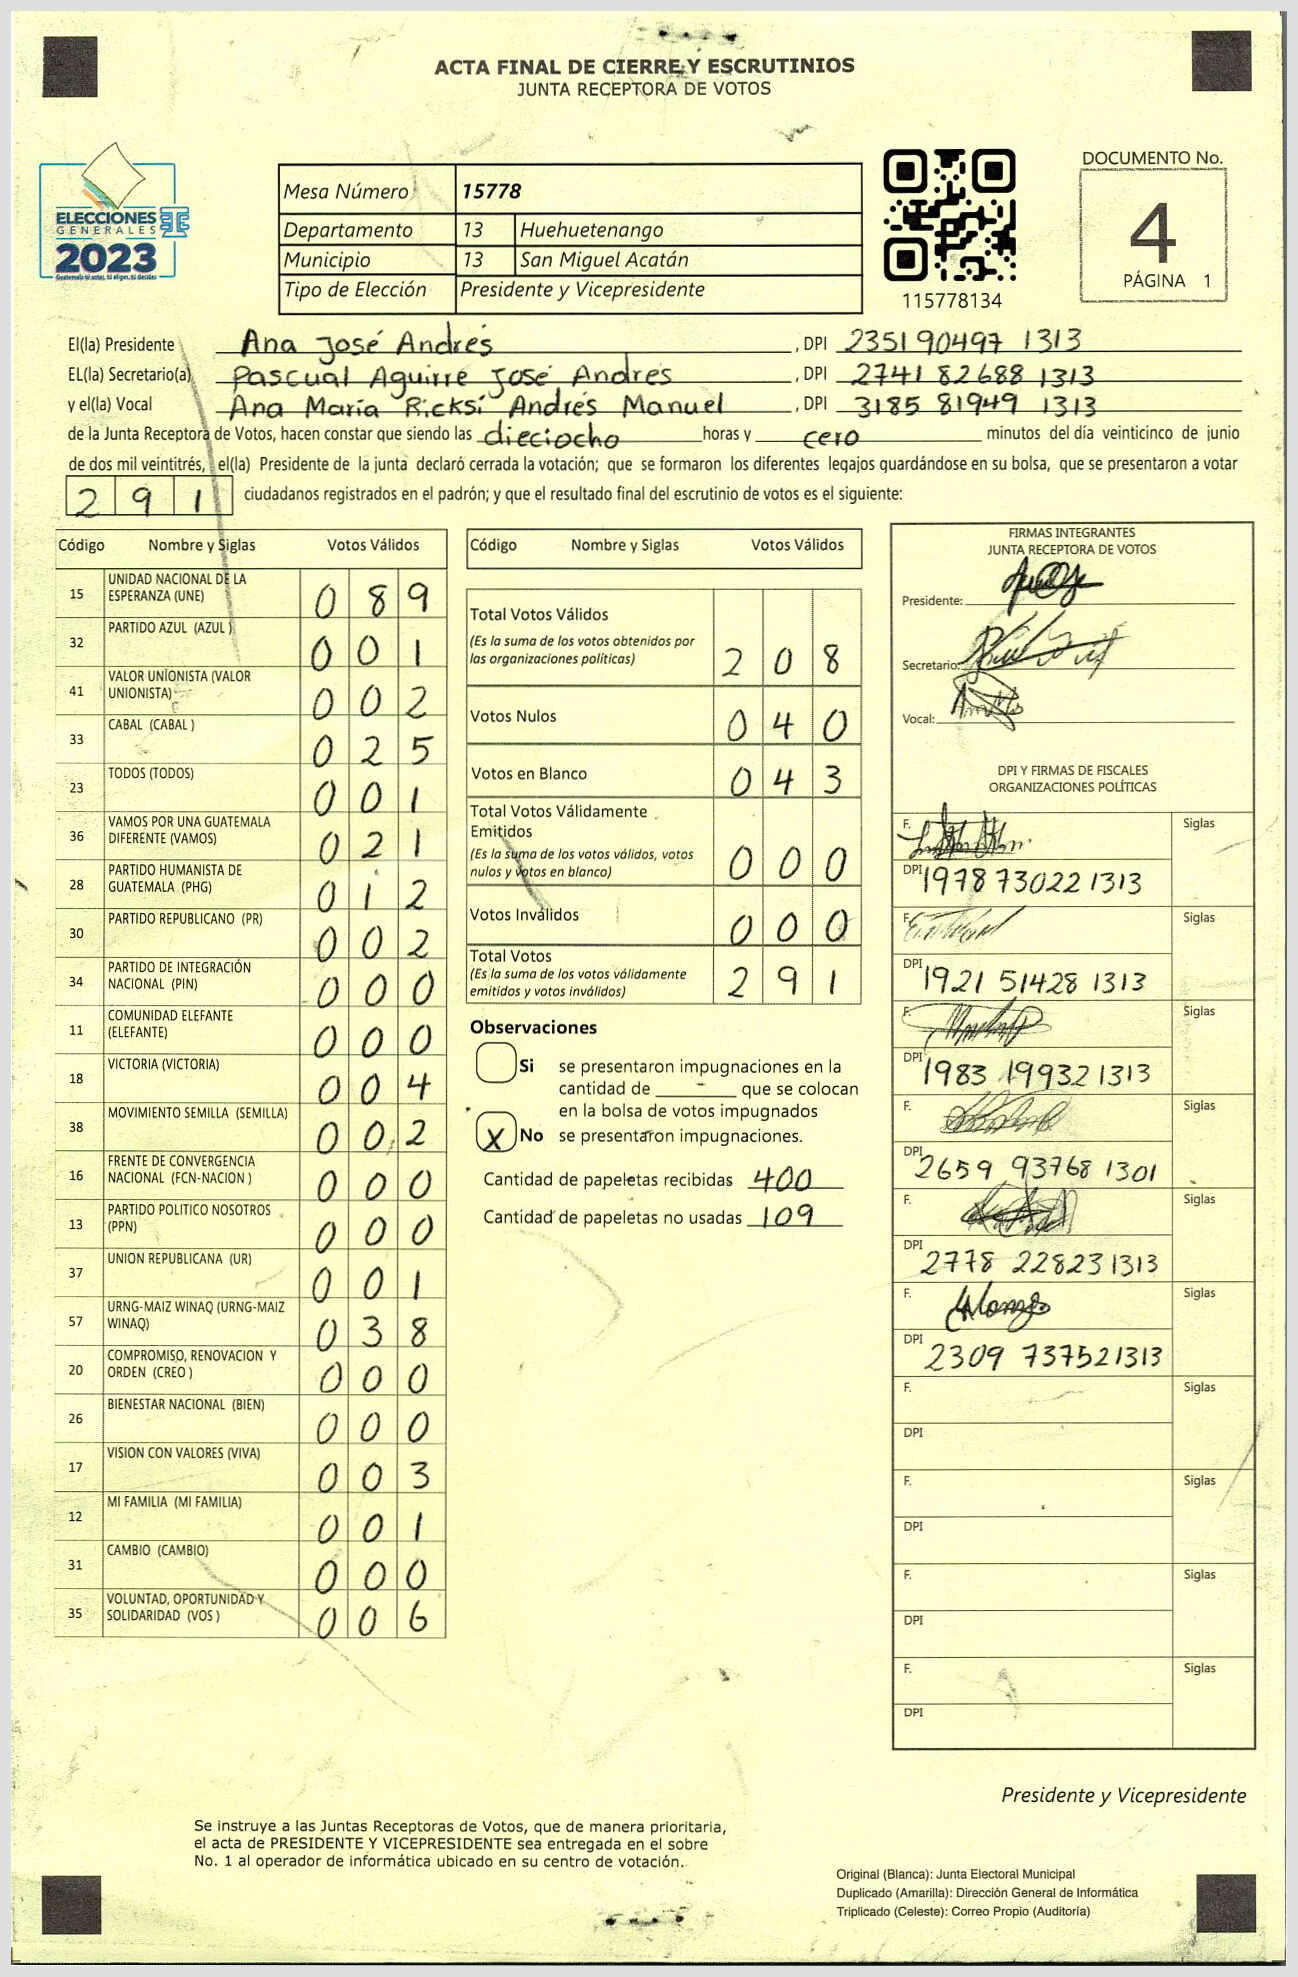 ACTA FINAL DE CIERRE Y ESCRUTINIOS
JUNTA RECEPTORA DE VOTOS
ELECCIONES
GENERALES
2023
Mesa Número 15778
Departamento 13 Huehuetenango
Municipio 13 San Miguel Acatán
Tipo de Elección Presidente y Vicepresidente
115778134
DOCUMENTO No.
4
PÁGINA 1
El(la) Presidente Ana José Andrés , DPI 2351 90497 1313
EL(la) Secretario(a) Pascual Aguirre José Andrés , DPI 2741 82688 1313
y el(la) Vocal Ana María Ricksi Andrés Manuel , DPI 3185 81949 1313
de la Junta Receptora de Votos, hacen constar que siendo las dieciocho horas y cero minutos del día veinticinco de junio
de dos mil veintitrés, el(la) Presidente de la junta declaró cerrada la votación; que se formaron los diferentes legajos guardándose en su bolsa, que se presentaron a votar
291 ciudadanos registrados en el padrón; y que el resultado final del escrutinio de votos es el siguiente:
Código Nombre y Siglas Votos Válidos
15 UNIDAD NACIONAL DE LA
ESPERANZA (UNE) 0 8 9
32 PARTIDO AZUL (AZUL ) 0 0 1
41 VALOR UNIONISTA (VALOR
UNIONISTA) 0 0 2
33 CABAL (CABAL ) 0 2 5
23 TODOS (TODOS) 0 0 1
36 VAMOS POR UNA GUATEMALA
DIFERENTE (VAMOS) 0 2 1
28 PARTIDO HUMANISTA DE
GUATEMALA (PHG) 0 1 2
30 PARTIDO REPUBLICANO (PR) 0 0 2
34 PARTIDO DE INTEGRACIÓN
NACIONAL (PIN) 0 0 0
11 COMUNIDAD ELEFANTE
(ELEFANTE) 0 0 0
18 VICTORIA (VICTORIA) 0 0 4
38 MOVIMIENTO SEMILLA (SEMILLA) 0 0 2
16 FRENTE DE CONVERGENCIA
NACIONAL (FCN-NACION ) 0 0 0
13 PARTIDO POLITICO NOSOTROS
(PPN) 0 0 0
37 UNION REPUBLICANA (UR) 0 0 1
57 URNG-MAIZ WINAQ (URNG-MAIZ
WINAQ) 0 3 8
20 COMPROMISO, RENOVACION Y
ORDEN (CREO ) 0 0 0
26 BIENESTAR NACIONAL (BIEN) 0 0 0
17 VISION CON VALORES (VIVA) 0 0 3
12 MI FAMILIA (MI FAMILIA) 0 0 1
31 CAMBIO (CAMBIO) 0 0 0
35 VOLUNTAD, OPORTUNIDAD Y
SOLIDARIDAD (VOS ) 0 0 6
Código Nombre y Siglas Votos Válidos
Total Votos Válidos
(Es la suma de los votos obtenidos por
las organizaciones políticas) 2 0 8
Votos Nulos 0 4 0
Votos en Blanco 0 4 3
Total Votos Válidamente
Emitidos
(Es la suma de los votos válidos, votos
nulos y votos en blanco) 0 0 0
Votos Inválidos 0 0 0
Total Votos
(Es la suma de los votos válidamente
emitidos y votos inválidos) 2 9 1
Observaciones
Si se presentaron impugnaciones en la
cantidad de - que se colocan
en la bolsa de votos impugnados
X No se presentaron impugnaciones.
Cantidad de papeletas recibidas 400
Cantidad de papeletas no usadas 109
FIRMAS INTEGRANTES
JUNTA RECEPTORA DE VOTOS
Presidente:
Secretario:
Vocal:
DPI Y FIRMAS DE FISCALES
ORGANIZACIONES POLÍTICAS
F. Siglas
DPI 1978 73022 1313
F. Siglas
DPI 1921 51428 1313
F. Siglas
DPI 1983 19932 1313
F. Siglas
DPI 2659 93768 1301
F. Siglas
DPI 2778 22823 1313
F. Siglas
DPI 2309 73752 1313
F. Siglas
DPI
F. Siglas
DPI
F. Siglas
DPI
F. Siglas
DPI
Presidente y Vicepresidente
Se instruye a las Juntas Receptoras de Votos, que de manera prioritaria,
el acta de PRESIDENTE Y VICEPRESIDENTE sea entregada en el sobre
No. 1 al operador de informática ubicado en su centro de votación.
Original (Blanca): Junta Electoral Municipal
Duplicado (Amarilla): Dirección General de Informática
Triplicado (Celeste): Correo Propio (Auditoría)